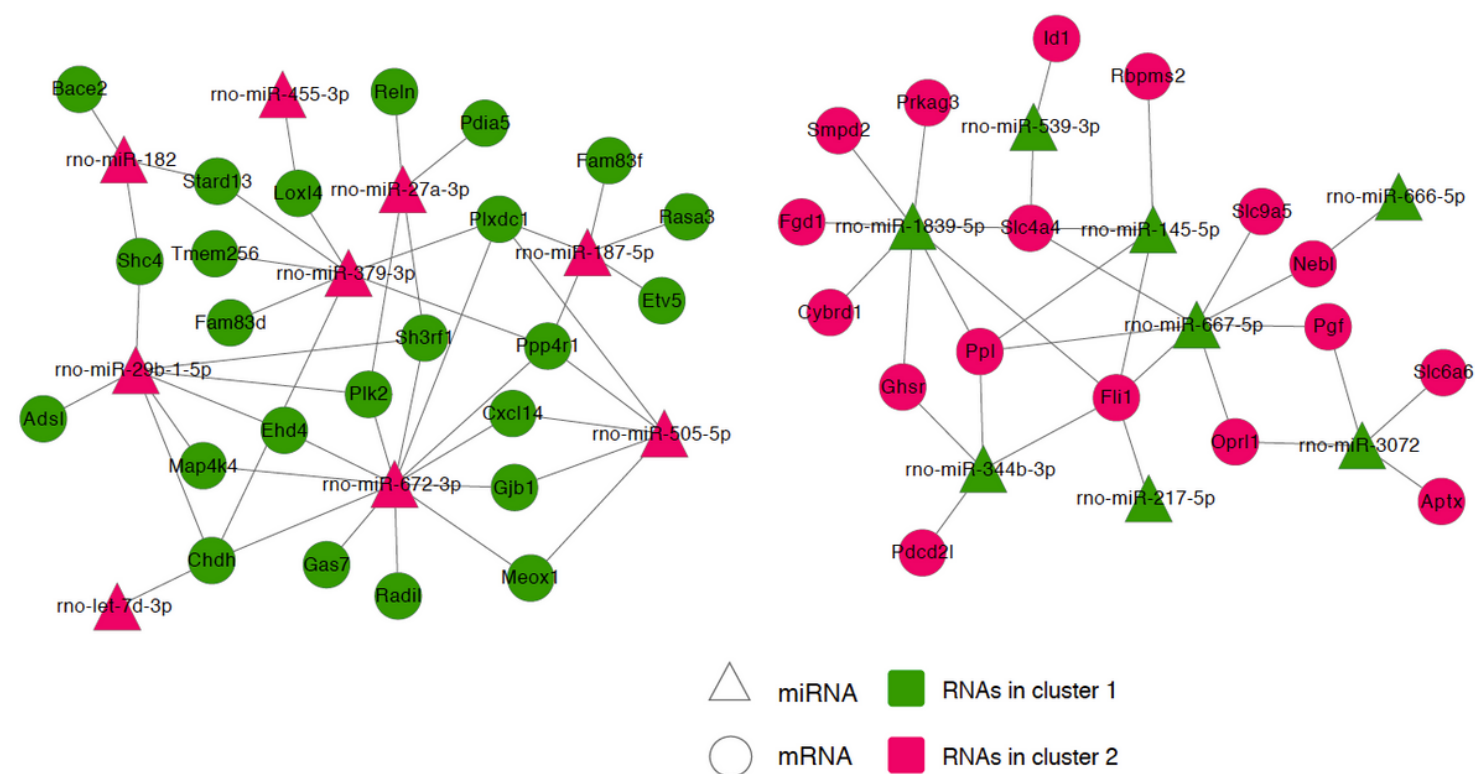 Bace2
rno-miR-455-3p
Reln
Pdia5
rno-miR-182
Stard13
Loxl4
rno-miR-27a-3p
Fam83f
Plxdc1
Rasa3
Shc4
Tmem256
rno-miR-379-3p
rno-miR-187-5p
Etv5
Fam83d
Sh3rf1
Ppp4r1
rno-miR-29b-1-5p
Plk2
Adsl
Ehd4
Cxcl14
rno-miR-505-5p
Map4k4
rno-miR-672-3p
Gjb1
Chdh
Gas7
Radil
Meox1
rno-let-7d-3p
Id1
Rbpms2
Prkag3
Smpd2
rno-miR-539-3p
rno-miR-666-5p
Fgd1
rno-miR-1839-5p
Slc4a4
rno-miR-145-5p
Slc9a5
Nebl
Cybrd1
rno-miR-667-5p
Pgf
Ppl
Ghsr
Fli1
Slc6a6
Oprl1
rno-miR-3072
rno-miR-344b-3p
rno-miR-217-5p
Aptx
Pdcd2l
miRNA
RNAs in cluster 1
mRNA
RNAs in cluster 2